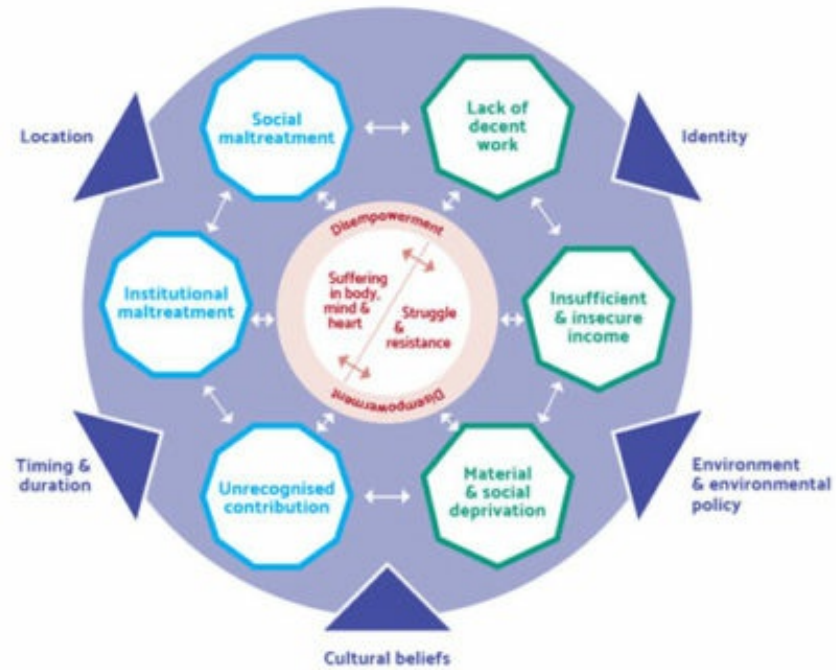 Social
maltreatment
Lack of
decent
work
Location
Identity
Disempowerment
Institutional
maltreatment
Suffering
in body,
mind &
heart
Struggle
&
resistance
Insufficient
& insecure
income
Disempowerment
Timing &
duration
Unrecognised
contribution
Material
& social
deprivation
Environment
& environmental
policy
Cultural beliefs